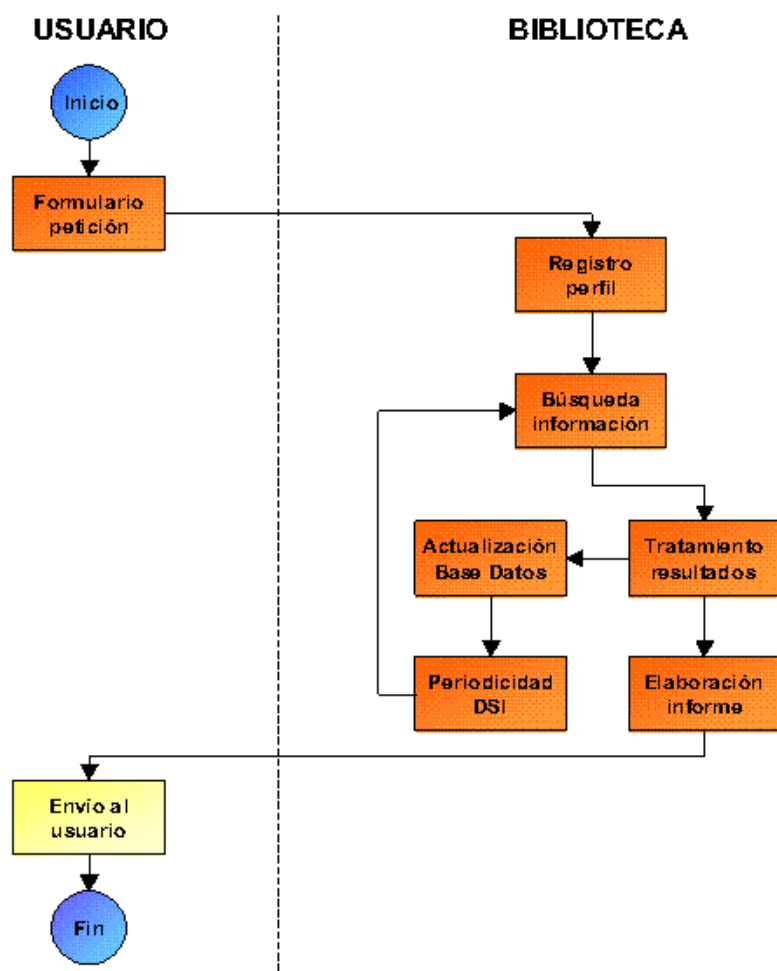 USUARIO
BIBLIOTECA
Inicio
Formulario
petición
Registro
perfil
Búsqueda
información
Actualización
Base Datos
Tratamiento
resultados
Periodicidad
DSI
Elaboración
informe
Envío al
usuario
Fin